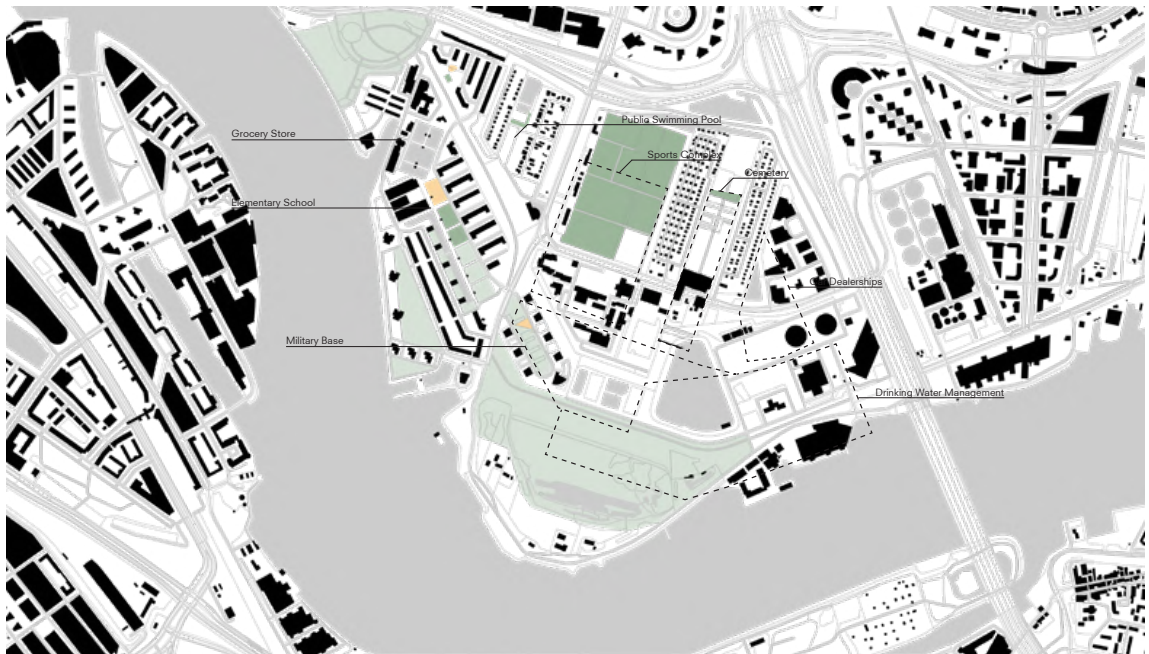 Public Swimming Pool
Grocery Store
Sports Complex
Cemetery
Elementary School
Car Dealerships
Military Base
Drinking Water Management